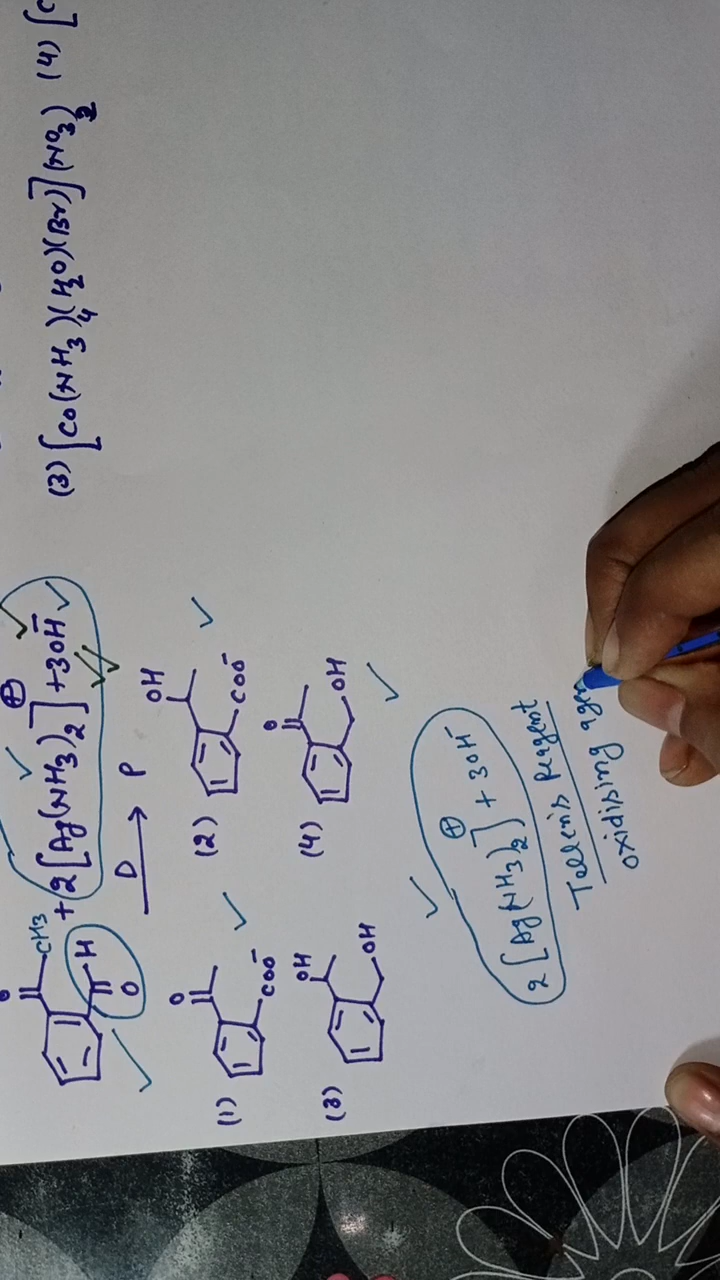 (3) [Co(NH3)4(H2O)(Br)](NO3)2 (4) [C
O CH3 + 2[Ag(NH3)2]⊕ + 3OH⁻
H
O
Δ → P
(1) O COO⁻ (2) OH COO⁻
(3) OH OH (4) O OH
2[Ag(NH3)2]⊕ + 3OH⁻
Tollen's Reagent
oxidising age